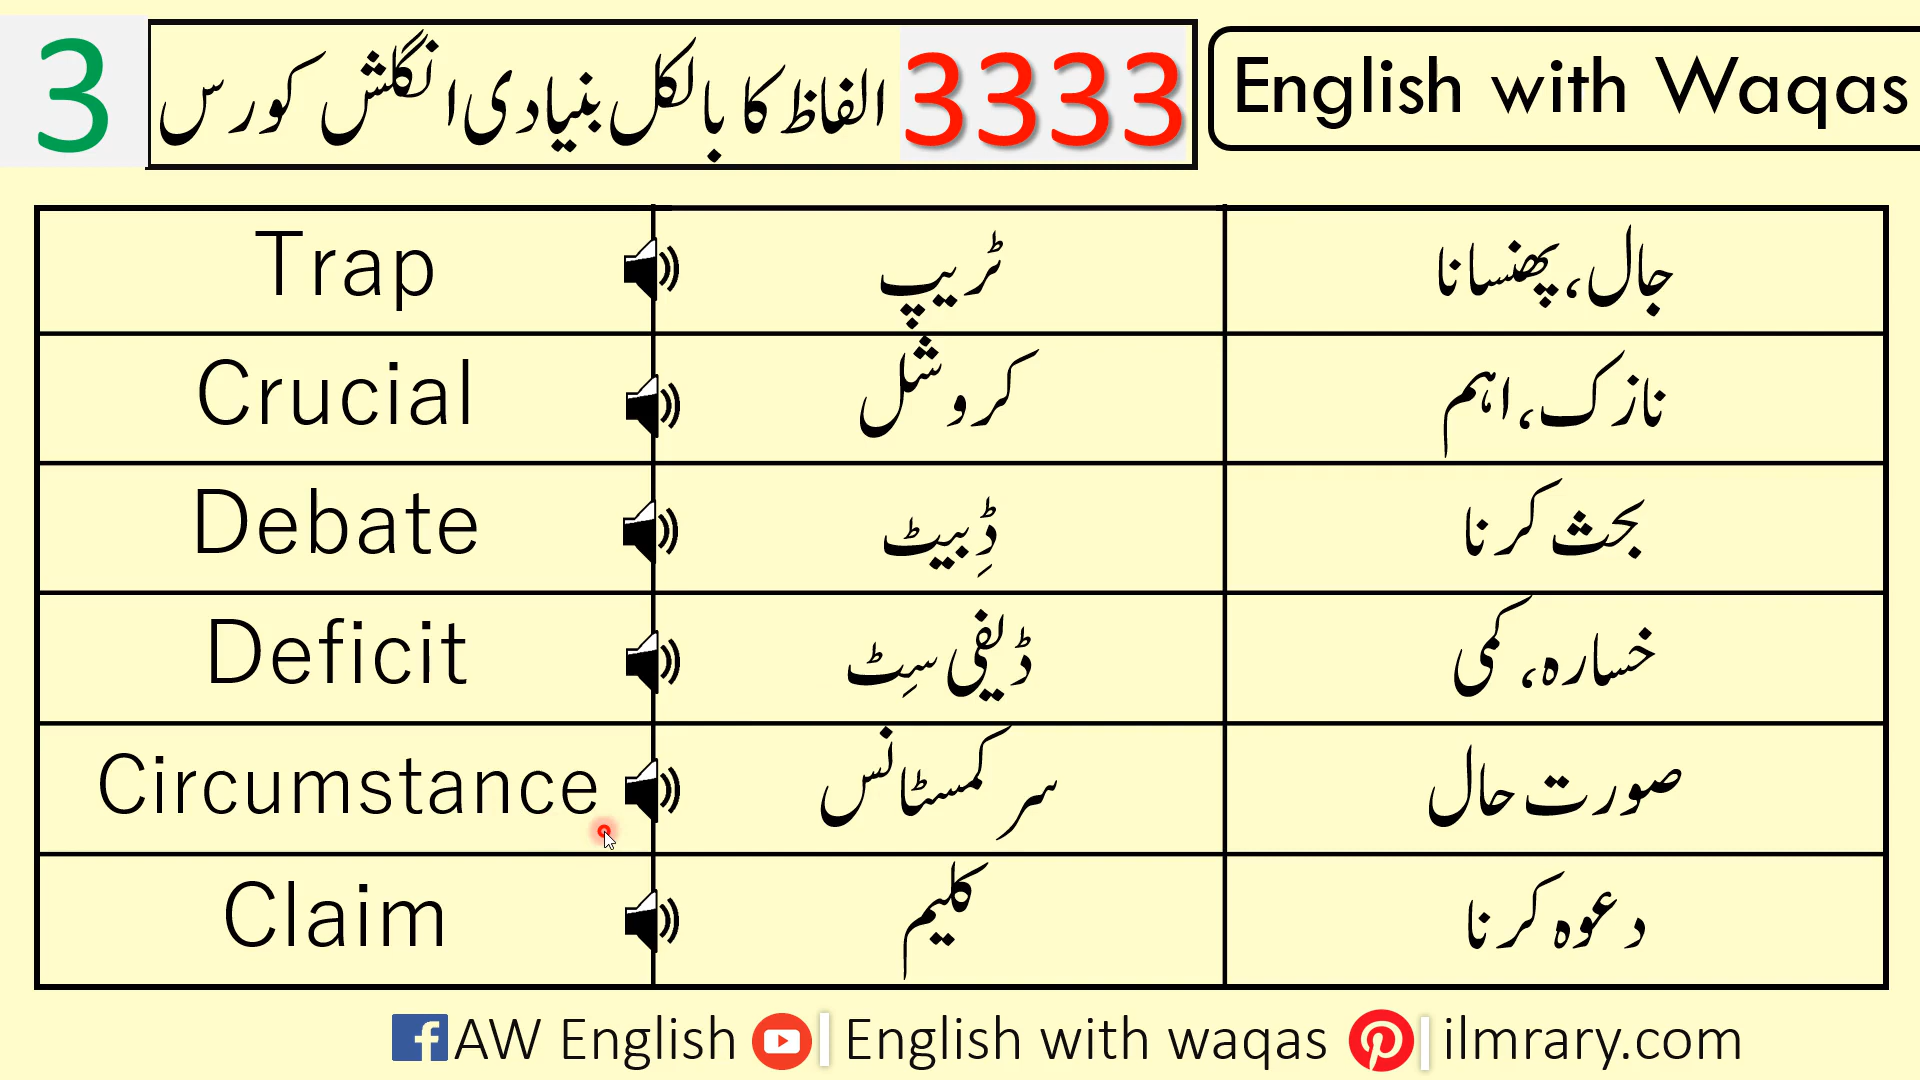 3
3333 الفاظ کا بالکل بنیادی انگلش کورس
English with Waqas
Trap ٹریپ جال، پھنسانا
Crucial کروشل نازک، اہم
Debate ڈِبیٹ بحث کرنا
Deficit ڈیفی سِٹ خسارہ، کمی
Circumstance سرکمسٹانس صورت حال
Claim کلیم دعوہ کرنا
AW English English with waqas ilmrary.com